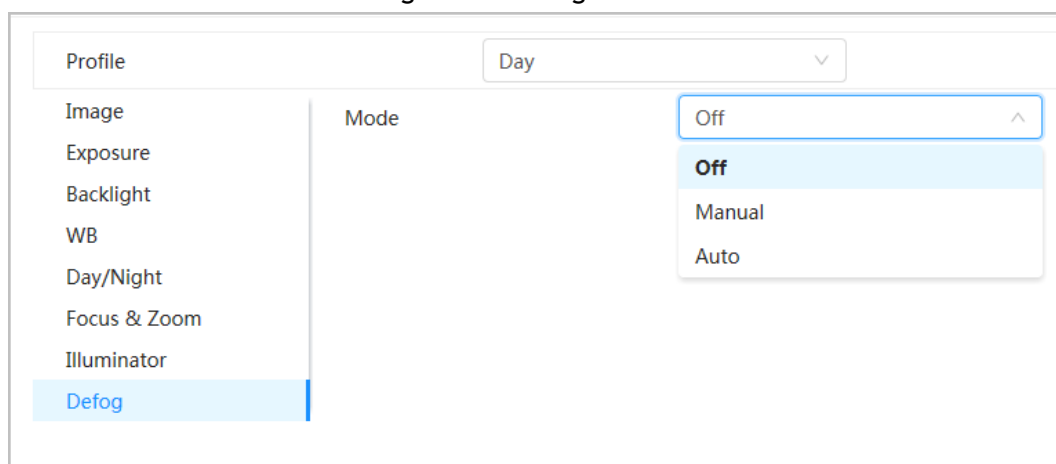 Profile Day
Image
Mode Off
Exposure
Off
Backlight
Manual
WB
Auto
Day/Night
Focus & Zoom
Illuminator
Defog